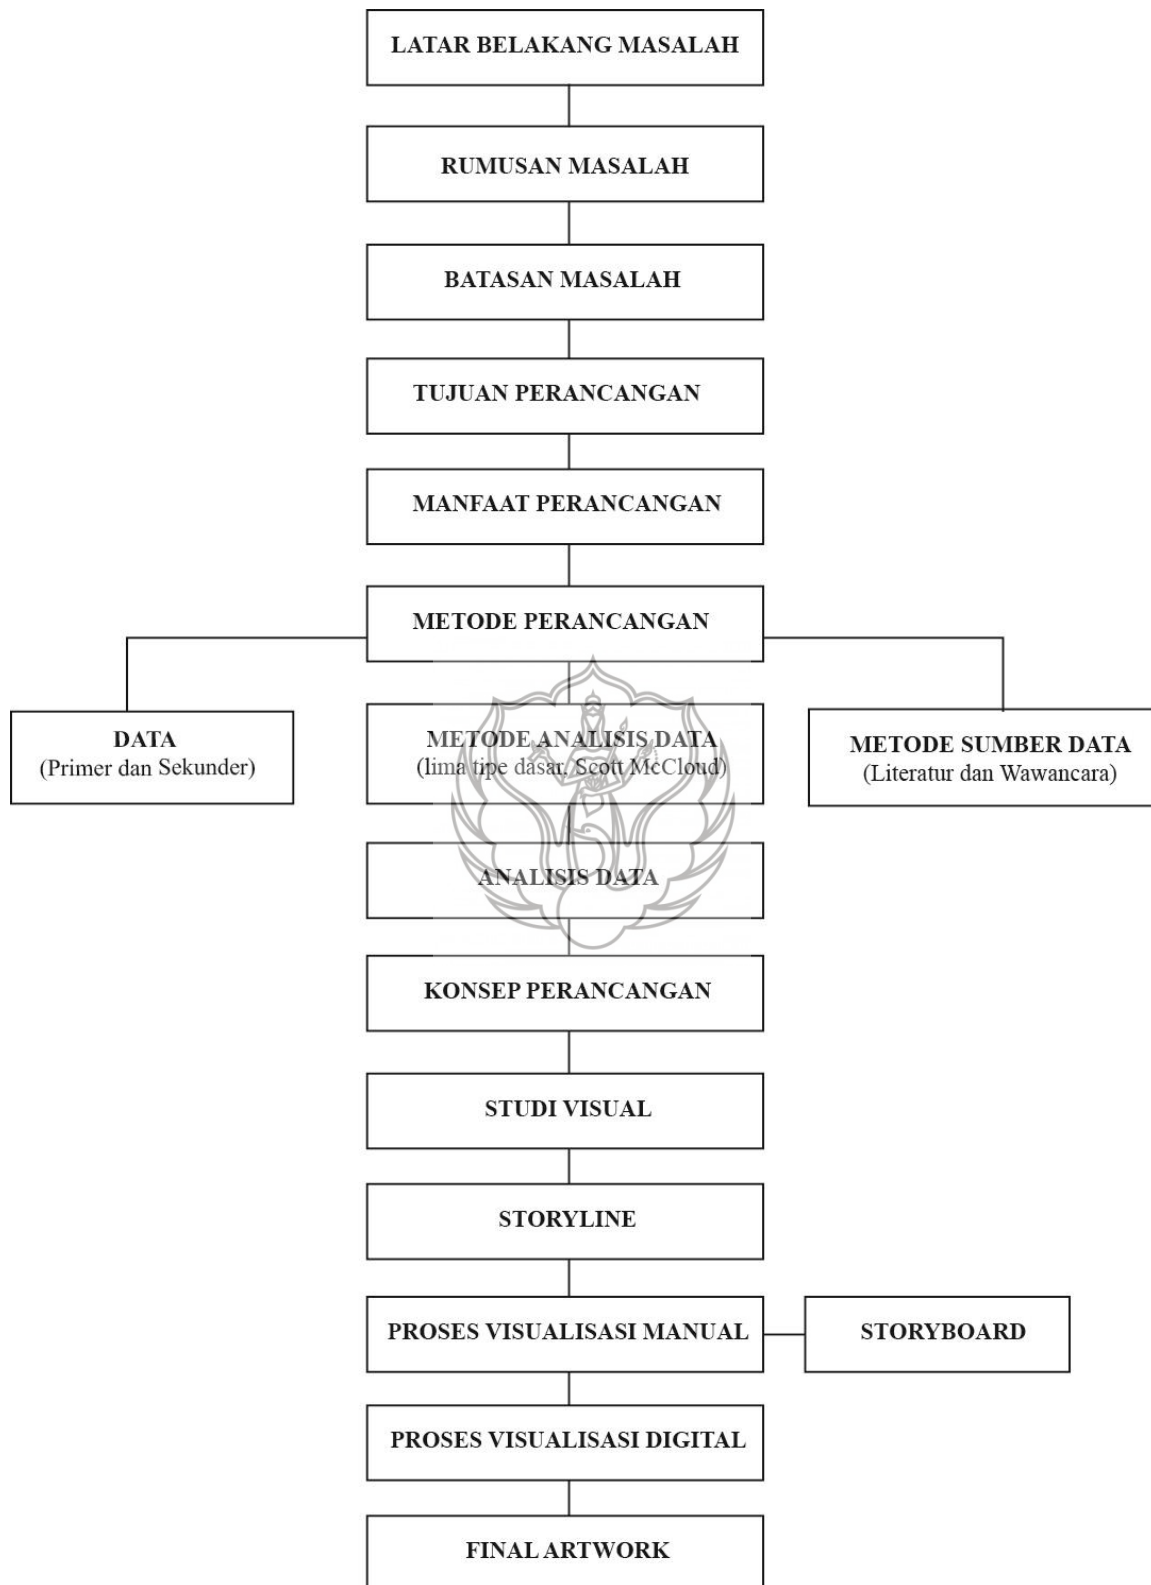 LATAR BELAKANG MASALAH
RUMUSAN MASALAH
BATASAN MASALAH
TUJUAN PERANCANGAN
MANFAAT PERANCANGAN
METODE PERANCANGAN
DATA
(Primer dan Sekunder)
METODE ANALISIS DATA
(lima tipe dasar, Scott McCloud)
METODE SUMBER DATA
(Literatur dan Wawancara)
ANALISIS DATA
KONSEP PERANCANGAN
STUDI VISUAL
STORYLINE
PROSES VISUALISASI MANUAL
STORYBOARD
PROSES VISUALISASI DIGITAL
FINAL ARTWORK